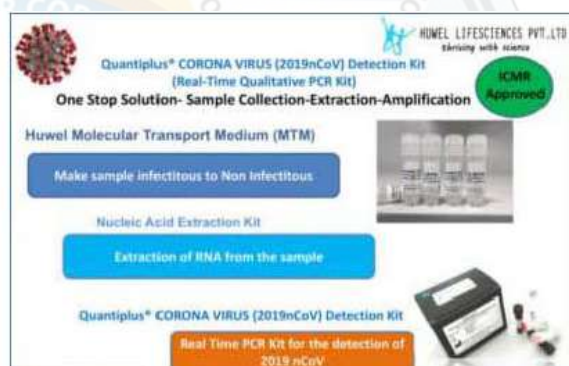 HUWEL LIFESCIENCES PVT.LTD
thriving with science
Quantiplus® CORONA VIRUS (2019nCoV) Detection Kit
(Real-Time Qualitative PCR Kit)
ICMR
Approved
One Stop Solution- Sample Collection-Extraction-Amplification
Huwel Molecular Transport Medium (MTM)
Make sample infectitous to Non Infectitous
Nucleic Acid Extraction Kit
Extraction of RNA from the sample
Quantiplus® CORONA VIRUS (2019nCoV) Detection Kit
Real Time PCR Kit for the detection of
2019 nCoV